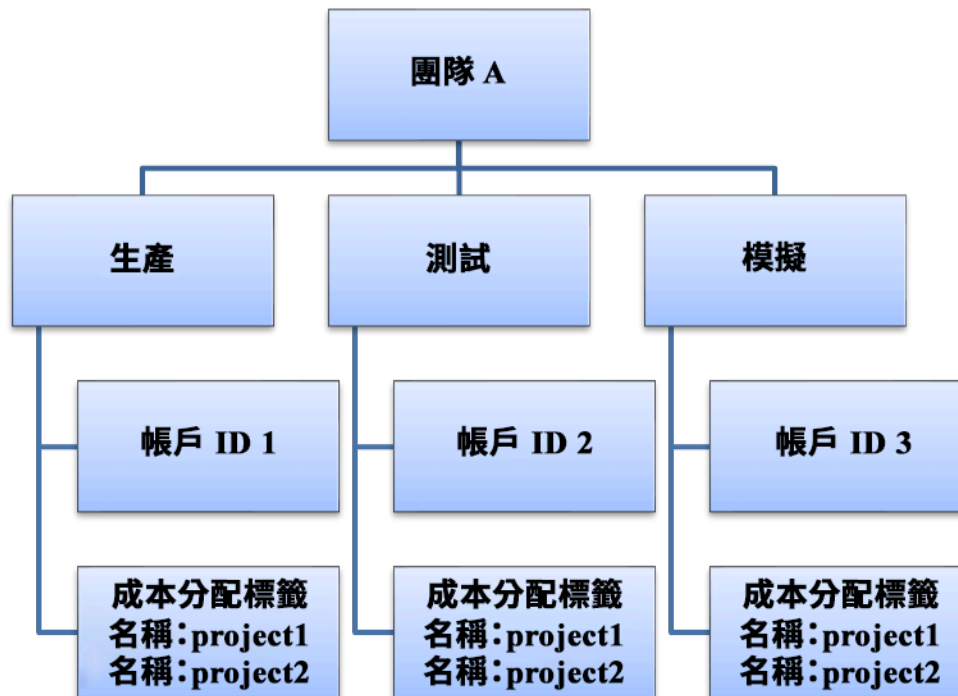 團隊 A
生產
測試
模擬
帳戶 ID 1
帳戶 ID 2
帳戶 ID 3
成本分配標籤
名稱：project1
名稱：project2
成本分配標籤
名稱：project1
名稱：project2
成本分配標籤
名稱：project1
名稱：project2